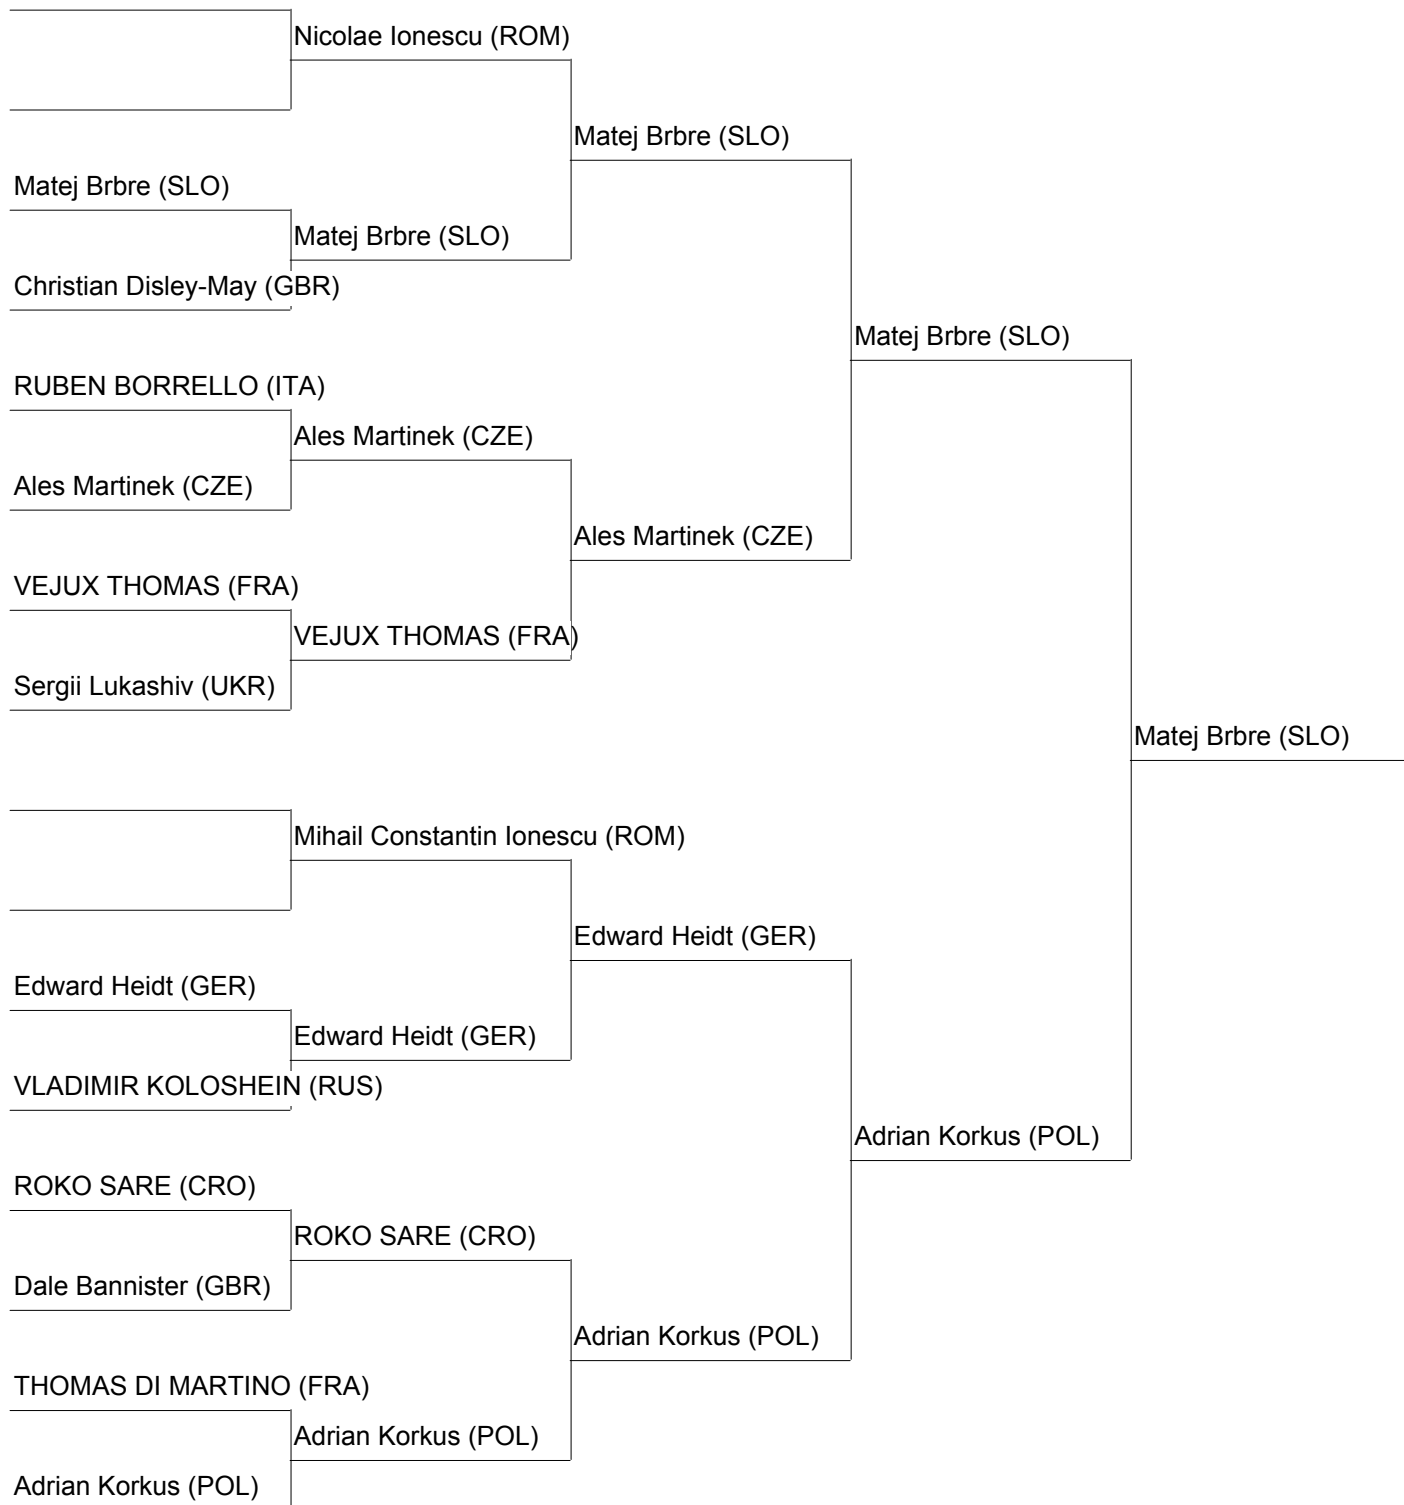 Nicolae Ionescu (ROM)
Matej Brbre (SLO)
Matej Brbre (SLO)
Matej Brbre (SLO)
Christian Disley-May (GBR)
Matej Brbre (SLO)
RUBEN BORRELLO (ITA)
Ales Martinek (CZE)
Ales Martinek (CZE)
Ales Martinek (CZE)
VEJUX THOMAS (FRA)
VEJUX THOMAS (FRA)
Sergii Lukashiv (UKR)
Matej Brbre (SLO)
Mihail Constantin Ionescu (ROM)
Edward Heidt (GER)
Edward Heidt (GER)
Edward Heidt (GER)
VLADIMIR KOLOSHEIN (RUS)
Adrian Korkus (POL)
ROKO SARE (CRO)
ROKO SARE (CRO)
Dale Bannister (GBR)
Adrian Korkus (POL)
THOMAS DI MARTINO (FRA)
Adrian Korkus (POL)
Adrian Korkus (POL)